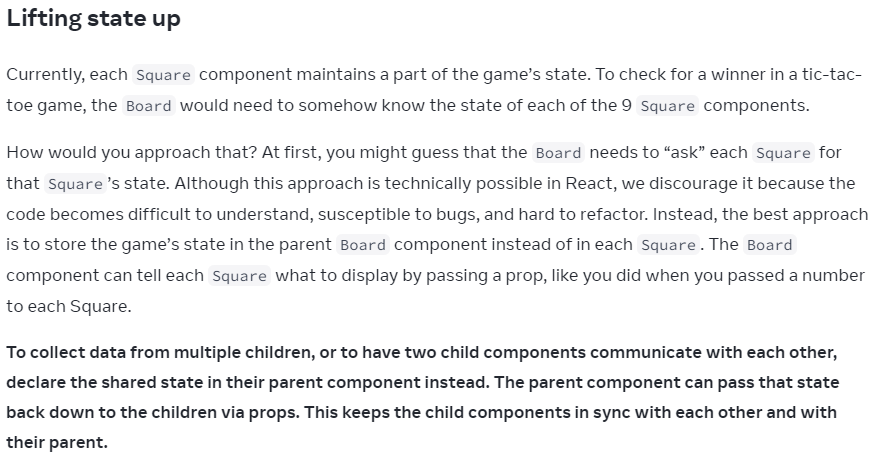 Lifting state up
Currently, each Square component maintains a part of the game’s state. To check for a winner in a tic-tac-
toe game, the Board would need to somehow know the state of each of the 9 Square components.
How would you approach that? At first, you might guess that the Board needs to “ask” each Square for
that Square’s state. Although this approach is technically possible in React, we discourage it because the
code becomes difficult to understand, susceptible to bugs, and hard to refactor. Instead, the best approach
is to store the game’s state in the parent Board component instead of in each Square. The Board
component can tell each Square what to display by passing a prop, like you did when you passed a number
to each Square.
To collect data from multiple children, or to have two child components communicate with each other,
declare the shared state in their parent component instead. The parent component can pass that state
back down to the children via props. This keeps the child components in sync with each other and with
their parent.